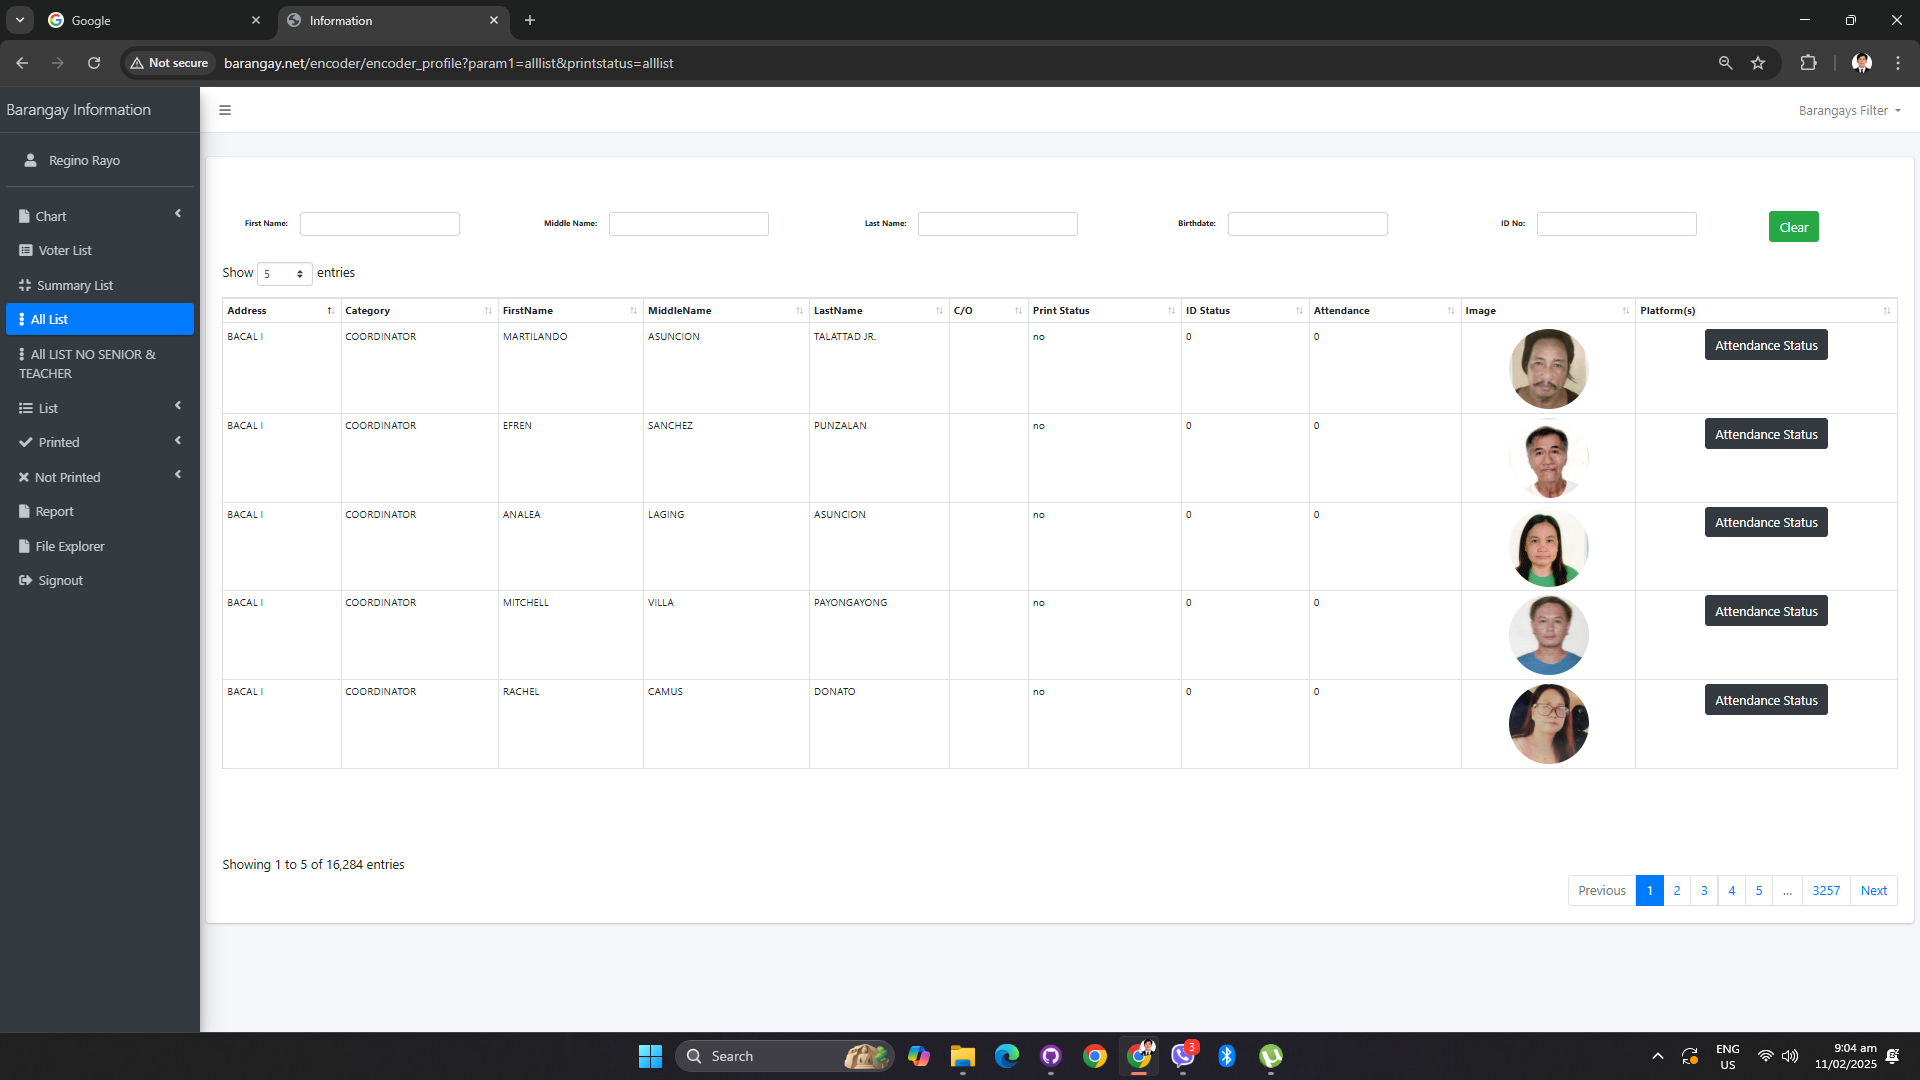 Google
Information
Not secure
barangay.net/encoder/encoder_profile?param1=alllist&printstatus=alllist
Barangay Information
Barangays Filter
Regino Rayo
Chart
Voter List
Summary List
All List
All LIST NO SENIOR &
TEACHER
List
Printed
Not Printed
Report
File Explorer
Signout
First Name: Middle Name: Last Name: Birthdate: ID No: Clear
Show 5 entries
Address Category FirstName MiddleName LastName C/O Print Status ID Status Attendance Image Platform(s)
BACAL I COORDINATOR MARTILANDO ASUNCION TALATTAD JR. no 0 0 Attendance Status
BACAL I COORDINATOR EFREN SANCHEZ PUNZALAN no 0 0 Attendance Status
BACAL I COORDINATOR ANALEA LAGING ASUNCION no 0 0 Attendance Status
BACAL I COORDINATOR MITCHELL VILLA PAYONGAYONG no 0 0 Attendance Status
BACAL I COORDINATOR RACHEL CAMUS DONATO no 0 0 Attendance Status
Showing 1 to 5 of 16,284 entries
Previous 1 2 3 4 5 ... 3257 Next
Search
3
ENG
US
9:04 am
11/02/2025